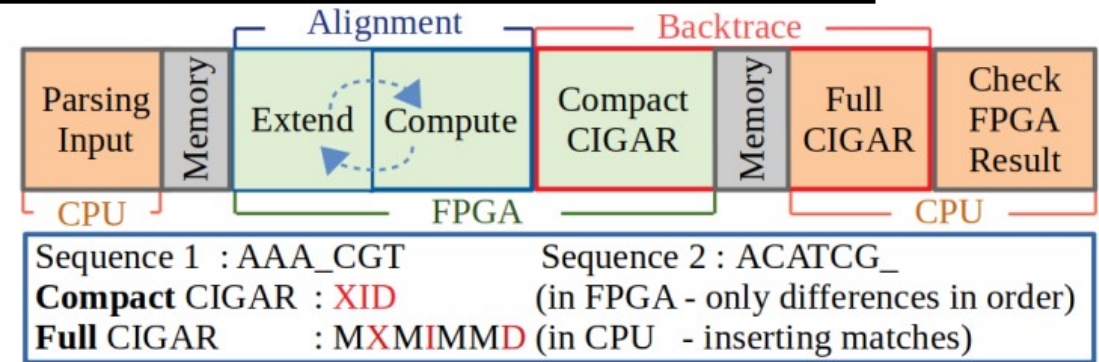 Alignment
Backtrace
Parsing
Input
Memory
Extend
Compute
Compact
CIGAR
Memory
Full
CIGAR
Check
FPGA
Result
CPU
FPGA
CPU
Sequence 1 : AAA_CGT Sequence 2 : ACATCG_
Compact CIGAR : XID (in FPGA - only differences in order)
Full CIGAR : MXMIMMD (in CPU - inserting matches)